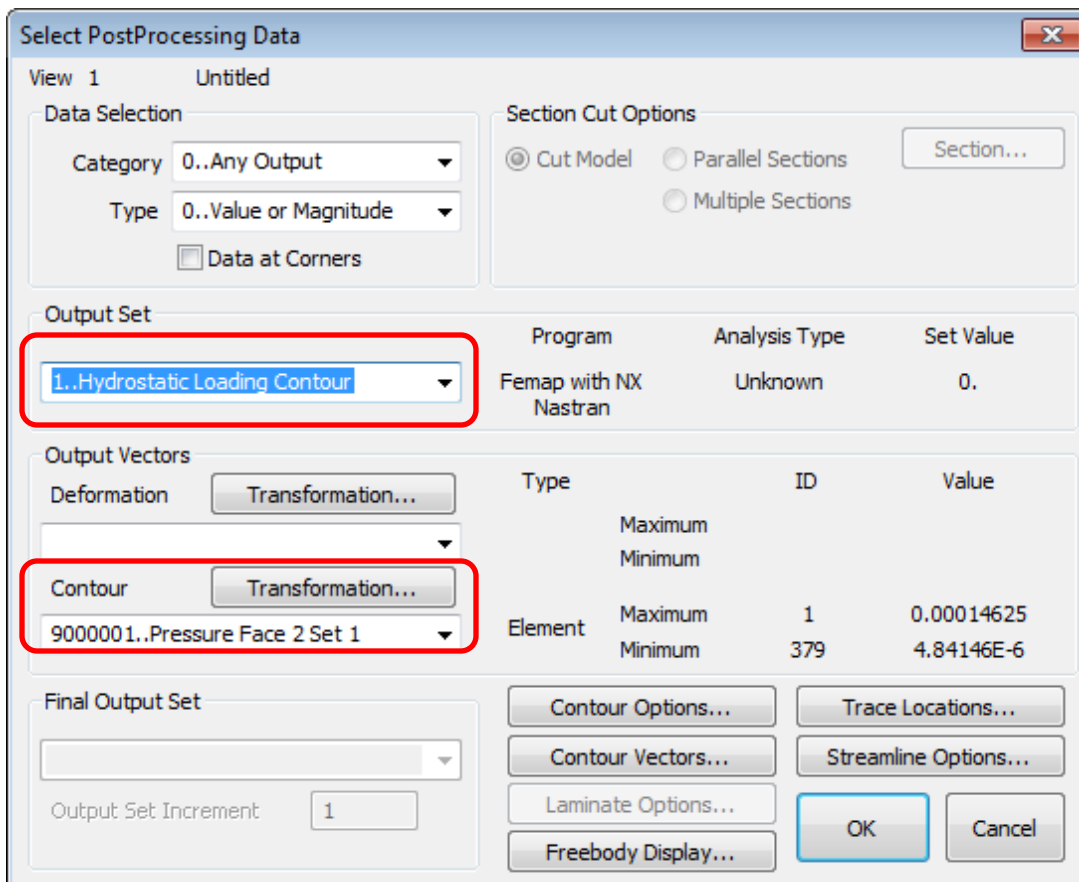 Select PostProcessing Data
View 1 Untitled
Data Selection
Category 0..Any Output
Type 0..Value or Magnitude
Data at Corners
Section Cut Options
Cut Model Parallel Sections Section...
Multiple Sections
Output Set
1..Hydrostatic Loading Contour
Program Analysis Type Set Value
Femap with NX Unknown 0.
Nastran
Output Vectors
Deformation Transformation...
Contour Transformation...
9000001..Pressure Face 2 Set 1
Type ID Value
Maximum
Minimum
Element Maximum 1 0.00014625
Minimum 379 4.84146E-6
Final Output Set
Output Set Increment 1
Contour Options... Trace Locations...
Contour Vectors... Streamline Options...
Laminate Options...
Freebody Display...
OK Cancel